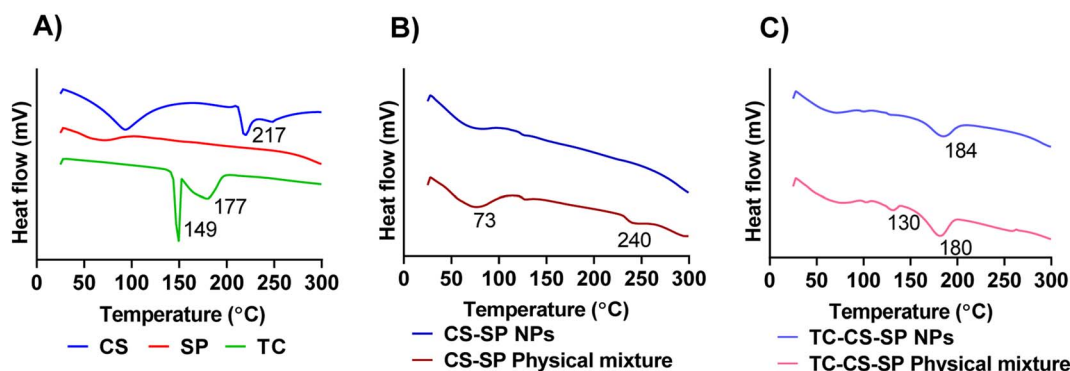 A)
Heat flow (mV)
217
149
177
0 50 100 150 200 250 300
Temperature (°C)
CS SP TC
B)
Heat flow (mV)
73
240
0 50 100 150 200 250 300
Temperature (°C)
CS-SP NPs
CS-SP Physical mixture
C)
Heat flow (mV)
184
130
180
0 50 100 150 200 250 300
Temperature (°C)
TC-CS-SP NPs
TC-CS-SP Physical mixture